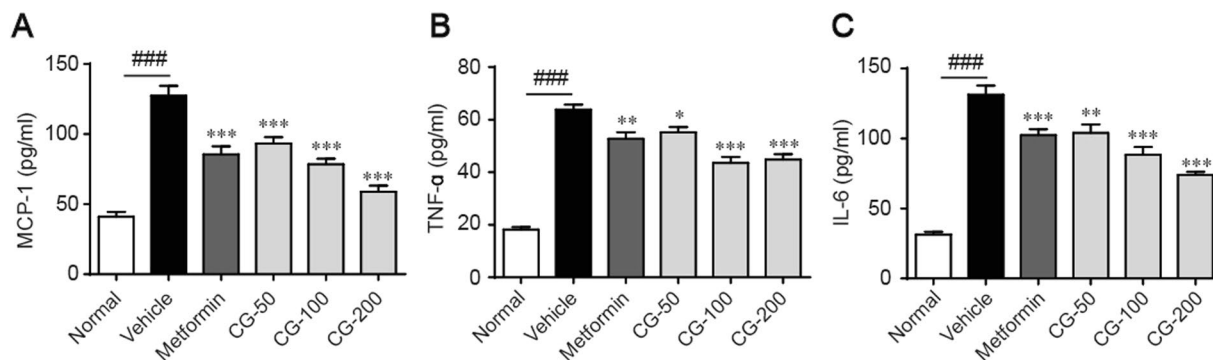 A
MCP-1 (pg/ml)
150
100
50
0
###
***
***
***
***
Normal
Vehicle
Metformin
CG-50
CG-100
CG-200
B
TNF-α (pg/ml)
80
60
40
20
0
###
**
*
***
***
Normal
Vehicle
Metformin
CG-50
CG-100
CG-200
C
IL-6 (pg/ml)
150
100
50
0
###
***
**
***
***
Normal
Vehicle
Metformin
CG-50
CG-100
CG-200